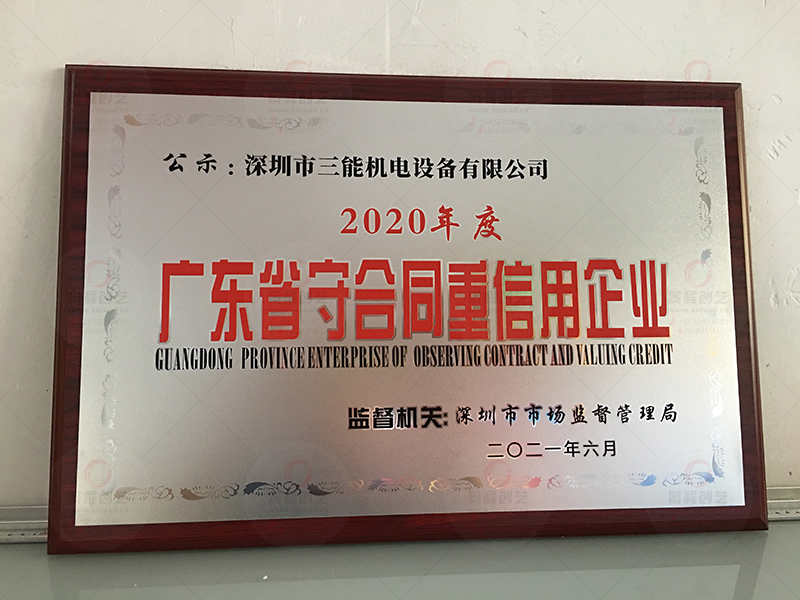 公示：深圳市三能机电设备有限公司
2020年度
广东省守合同重信用企业
GUANGDONG PROVINCE ENTERPRISE OF OBSERVING CONTRACT AND VALUING CREDIT
监督机关:深圳市市场监督管理局
二〇二一年六月